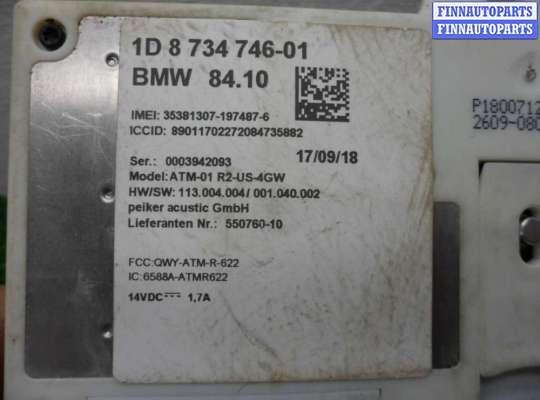 FINNAUTOPARTS
FINNAUTOPARTS
FINNAUTOPARTS
1D 8 734 746-01
BMW 84.10
IMEI: 35381307-197487-6
ICCID: 89011702272084735882
Ser.: 0003942093
17/09/18
Model: ATM-01 R2-US-4GW
HW/SW: 113.004.004/ 001.040.002
peiker acustic GmbH
Lieferanten Nr.: 550760-10
FCC:QWY-ATM-R-622
IC:6588A-ATMR622
14VDC⎓ 1,7A
P1800712
2609-080